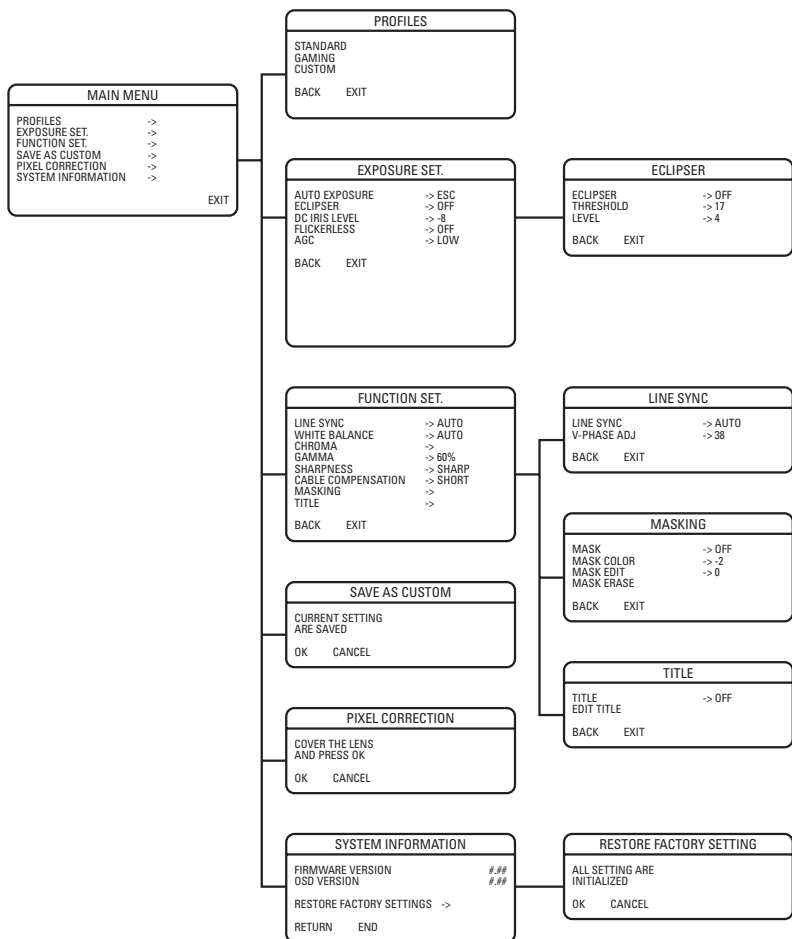 PROFILES
STANDARD
GAMING
CUSTOM
BACK EXIT
MAIN MENU
PROFILES ->
EXPOSURE SET. ->
FUNCTION SET. ->
SAVE AS CUSTOM ->
PIXEL CORRECTION ->
SYSTEM INFORMATION ->
EXIT
EXPOSURE SET.
AUTO EXPOSURE -> ESC
ECLIPSER -> OFF
DC IRIS LEVEL -> -8
FLICKERLESS -> OFF
AGC -> LOW
BACK EXIT
ECLIPSER
ECLIPSER -> OFF
THRESHOLD -> 17
LEVEL -> 4
BACK EXIT
FUNCTION SET.
LINE SYNC -> AUTO
WHITE BALANCE -> AUTO
CHROMA ->
GAMMA -> 60%
SHARPNESS -> SHARP
CABLE COMPENSATION -> SHORT
MASKING ->
TITLE ->
BACK EXIT
LINE SYNC
LINE SYNC -> AUTO
V-PHASE ADJ -> 38
BACK EXIT
MASKING
MASK -> OFF
MASK COLOR -> -2
MASK EDIT -> 0
MASK ERASE
BACK EXIT
SAVE AS CUSTOM
CURRENT SETTING
ARE SAVED
OK CANCEL
TITLE
TITLE -> OFF
EDIT TITLE
BACK EXIT
PIXEL CORRECTION
COVER THE LENS
AND PRESS OK
OK CANCEL
SYSTEM INFORMATION
FIRMWARE VERSION #.##
OSD VERSION #.##
RESTORE FACTORY SETTINGS ->
RETURN END
RESTORE FACTORY SETTING
ALL SETTING ARE
INITIALIZED
OK CANCEL